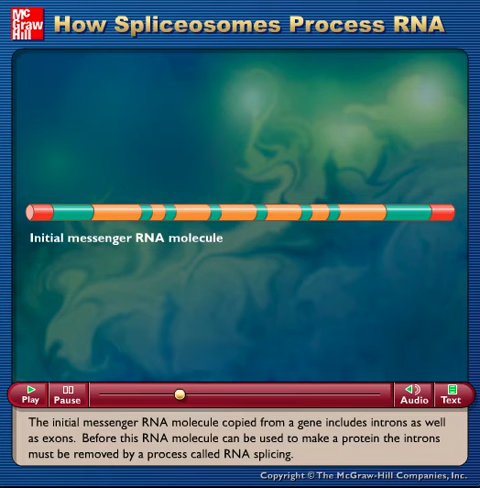 Mc
Graw
Hill
How Spliceosomes Process RNA
Initial messenger RNA molecule
Play
Pause
Audio
Text
The initial messenger RNA molecule copied from a gene includes introns as well
as exons. Before this RNA molecule can be used to make a protein the introns
must be removed by a process called RNA splicing.
Copyright © The McGraw-Hill Companies, Inc.